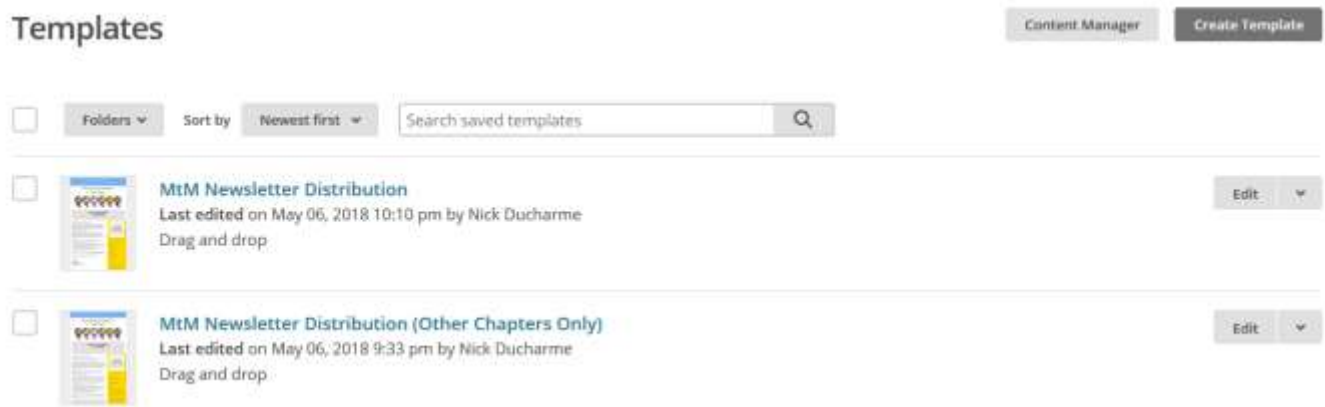 Templates
Content Manager
Create Template
Folders
Sort by
Newest first
Search saved templates
MtM Newsletter Distribution
Last edited on May 06, 2018 10:10 pm by Nick Ducharme
Drag and drop
Edit
MtM Newsletter Distribution (Other Chapters Only)
Last edited on May 06, 2018 9:33 pm by Nick Ducharme
Drag and drop
Edit